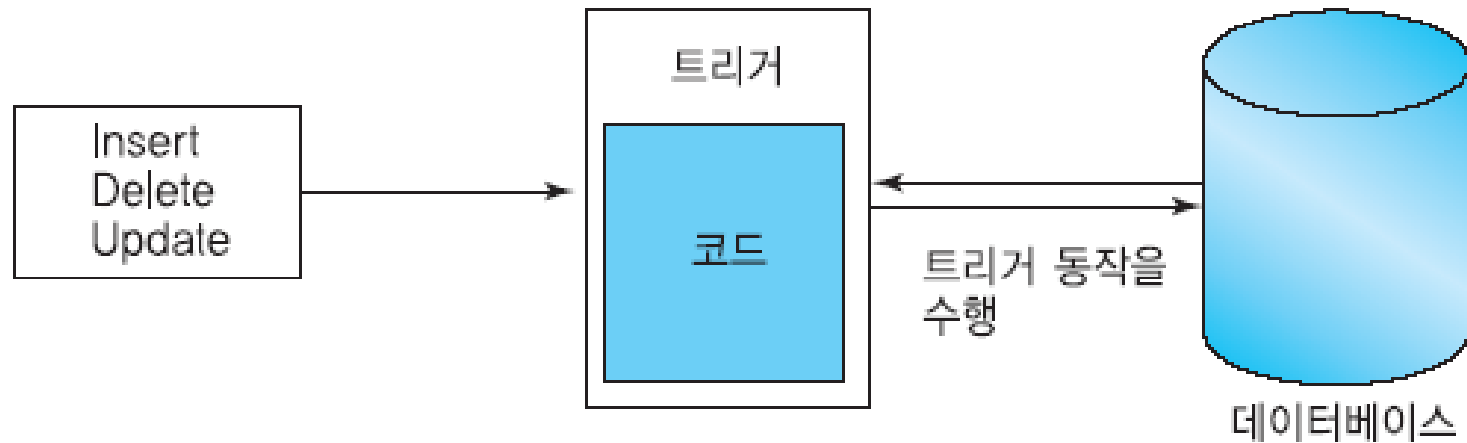 Insert
Delete
Update
트리거
코드
트리거 동작을
수행
데이터베이스